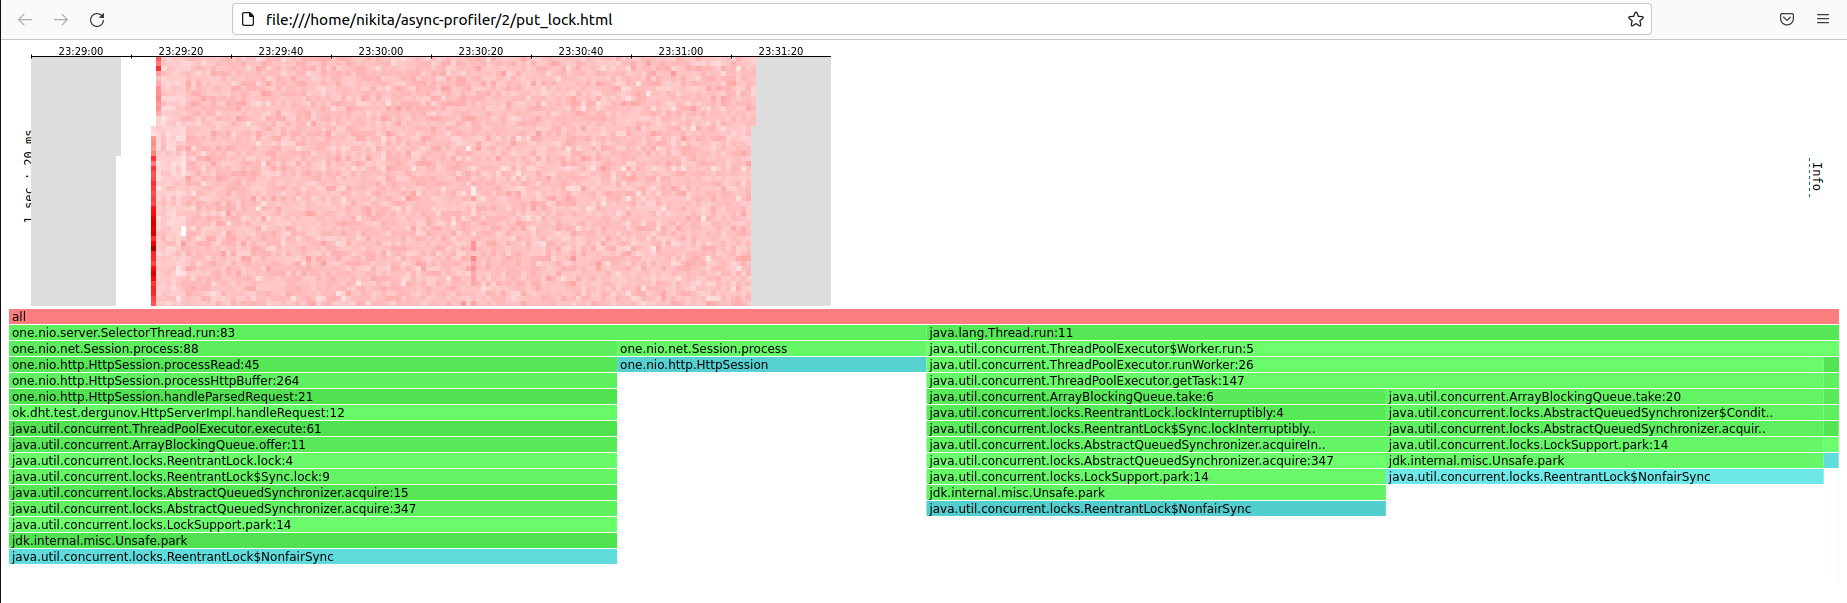 file:///home/nikita/async-profiler/2/put_lock.html
23:29:00 23:29:20 23:29:40 23:30:00 23:30:20 23:30:40 23:31:00 23:31:20
1 sec : 20 ms
Info
all
one.nio.server.SelectorThread.run:83 java.lang.Thread.run:11
one.nio.net.Session.process:88 one.nio.net.Session.process java.util.concurrent.ThreadPoolExecutor$Worker.run:5
one.nio.http.HttpSession.processRead:45 one.nio.http.HttpSession java.util.concurrent.ThreadPoolExecutor.runWorker:26
one.nio.http.HttpSession.processHttpBuffer:264 java.util.concurrent.ThreadPoolExecutor.getTask:147
one.nio.http.HttpSession.handleParsedRequest:21 java.util.concurrent.ArrayBlockingQueue.take:6 java.util.concurrent.ArrayBlockingQueue.take:20
ok.dht.test.dergunov.HttpServerImpl.handleRequest:12 java.util.concurrent.locks.ReentrantLock.lockInterruptibly:4 java.util.concurrent.locks.AbstractQueuedSynchronizer$Condit..
java.util.concurrent.ThreadPoolExecutor.execute:61 java.util.concurrent.locks.ReentrantLock$Sync.lockInterruptibly.. java.util.concurrent.locks.AbstractQueuedSynchronizer.acquir..
java.util.concurrent.ArrayBlockingQueue.offer:11 java.util.concurrent.locks.AbstractQueuedSynchronizer.acquireIn.. java.util.concurrent.locks.LockSupport.park:14
java.util.concurrent.locks.ReentrantLock.lock:4 java.util.concurrent.locks.AbstractQueuedSynchronizer.acquire:347 jdk.internal.misc.Unsafe.park
java.util.concurrent.locks.ReentrantLock$Sync.lock:9 java.util.concurrent.locks.LockSupport.park:14 java.util.concurrent.locks.ReentrantLock$NonfairSync
java.util.concurrent.locks.AbstractQueuedSynchronizer.acquire:15 jdk.internal.misc.Unsafe.park
java.util.concurrent.locks.AbstractQueuedSynchronizer.acquire:347 java.util.concurrent.locks.ReentrantLock$NonfairSync
java.util.concurrent.locks.LockSupport.park:14
jdk.internal.misc.Unsafe.park
java.util.concurrent.locks.ReentrantLock$NonfairSync